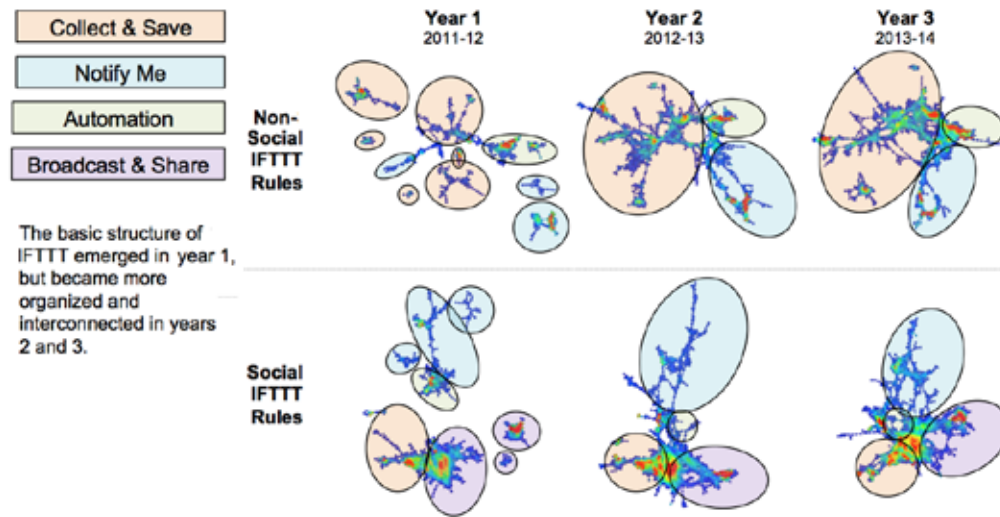 Collect & Save
Notify Me
Automation
Broadcast & Share
The basic structure of
IFTTT emerged in year 1,
but became more
organized and
interconnected in years
2 and 3.
Year 1
2011-12
Year 2
2012-13
Year 3
2013-14
Non-
Social
IFTTT
Rules
Social
IFTTT
Rules